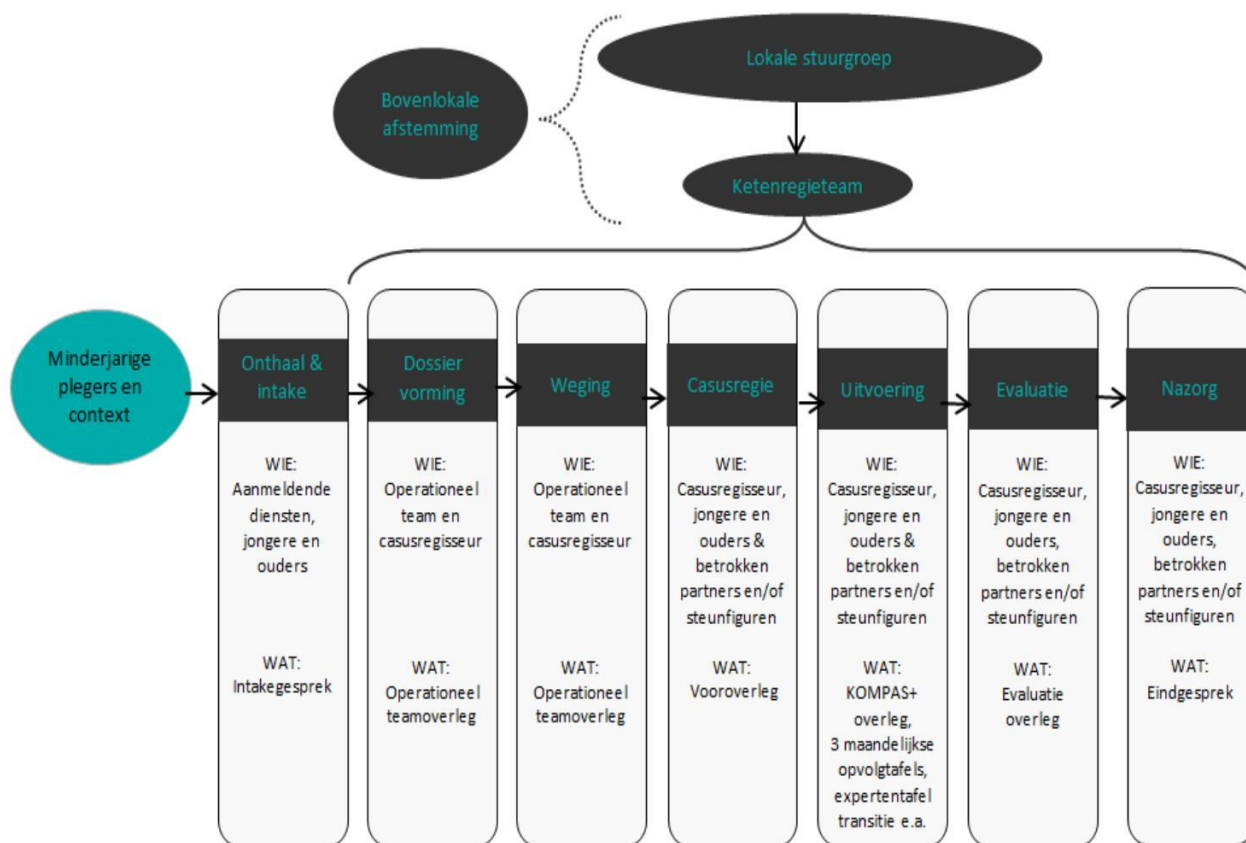 Lokale stuurgroep
Bovenlokale
afstemming
Ketenregieteam
Minderjarige
plegers en
context
Onthaal &
intake
WIE:
Aanmeldende
diensten,
jongere en
ouders
WAT:
Intakegesprek
Dossier
vorming
WIE:
Operationeel
team en
casusregisseur
WAT:
Operationeel
teamoverleg
Weging
WIE:
Operationeel
team en
casusregisseur
WAT:
Operationeel
teamoverleg
Casusregie
WIE:
Casusregisseur,
jongere en
ouders &
betrokken
partners en/of
steunfiguren
WAT:
Vooroverleg
Uitvoering
WIE:
Casusregisseur,
jongere en
ouders &
betrokken
partners en/of
steunfiguren
WAT:
KOMPAS+
overleg,
3 maandelijkse
opvolgtafels,
expertentafel
transitie e.a.
Evaluatie
WIE:
Casusregisseur,
jongere en
ouders,
betrokken
partners en/of
steunfiguren
WAT:
Evaluatie
overleg
Nazorg
WIE:
Casusregisseur,
jongere en
ouders,
betrokken
partners en/of
steunfiguren
WAT:
Eindgesprek